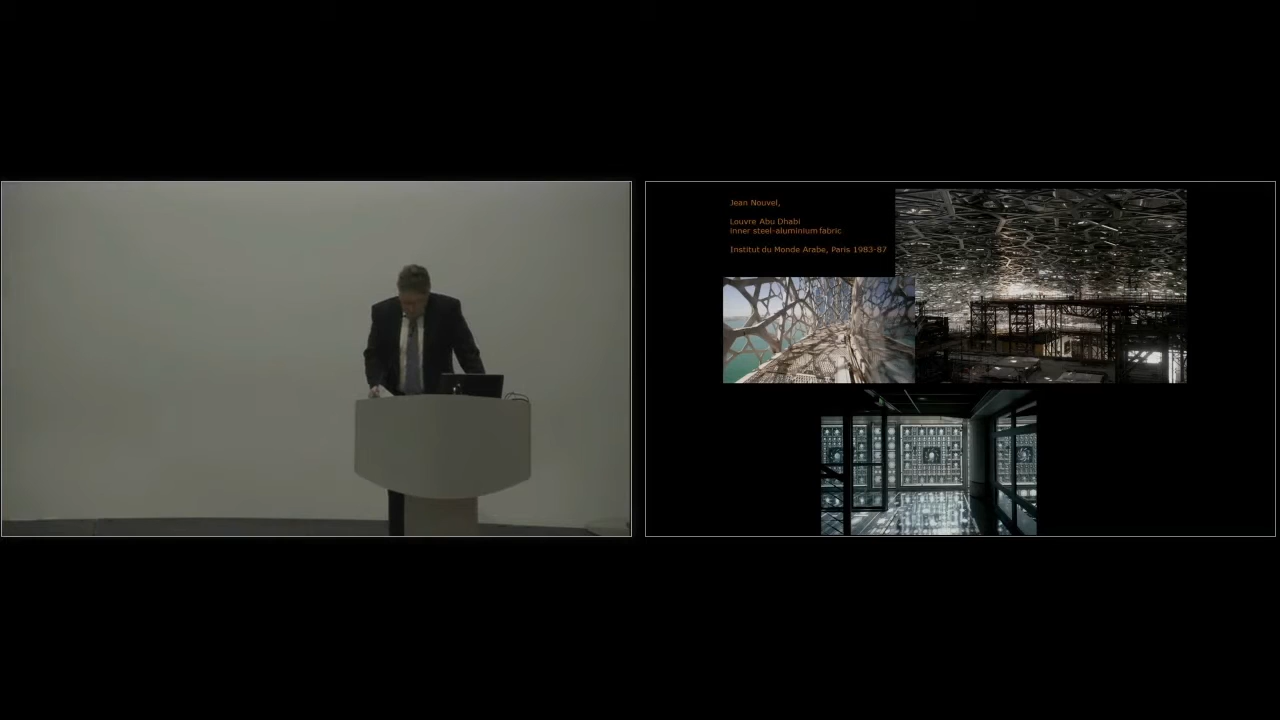 Jean Nouvel,
Louvre Abu Dhabi
inner steel-aluminium fabric
Institut du Monde Arabe, Paris 1983-87